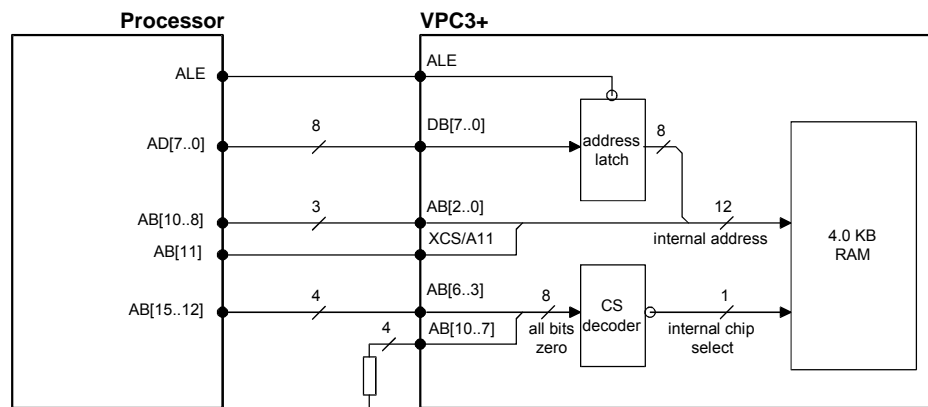 Processor
VPC3+
ALE
ALE
AD[7..0]
8
DB[7..0]
address
latch
8
AB[10..8]
3
AB[2..0]
12
internal address
AB[11]
XCS/A11
4.0 KB
RAM
AB[15..12]
4
AB[6..3]
8
all bits
zero
CS
decoder
1
internal chip
select
4
AB[10..7]